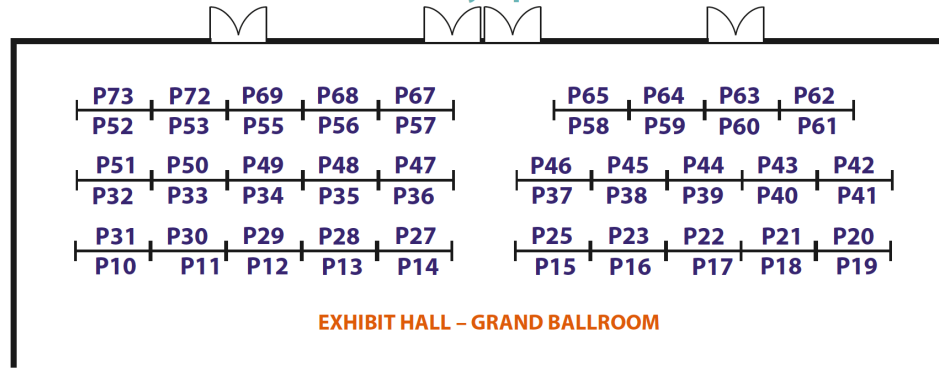 P73 P72 P69 P68 P67 P65 P64 P63 P62
P52 P53 P55 P56 P57 P58 P59 P60 P61
P51 P50 P49 P48 P47 P46 P45 P44 P43 P42
P32 P33 P34 P35 P36 P37 P38 P39 P40 P41
P31 P30 P29 P28 P27 P25 P23 P22 P21 P20
P10 P11 P12 P13 P14 P15 P16 P17 P18 P19
EXHIBIT HALL – GRAND BALLROOM